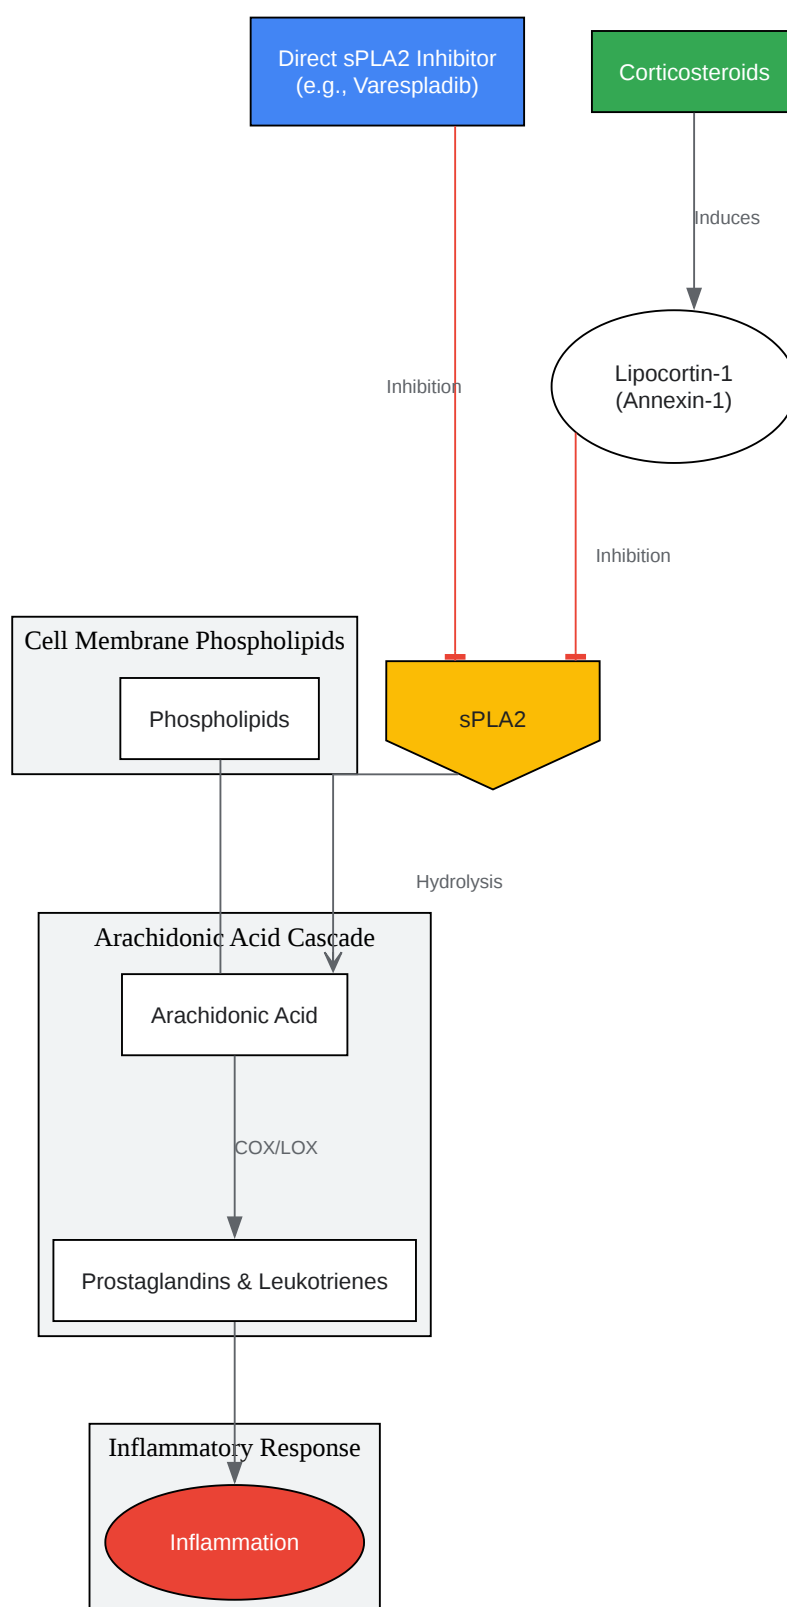 Direct sPLA2 Inhibitor
(e.g., Varespladib)
Corticosteroids
Induces
Lipocortin-1
(Annexin-1)
Inhibition
Inhibition
Cell Membrane Phospholipids
Phospholipids
sPLA2
Hydrolysis
Arachidonic Acid Cascade
Arachidonic Acid
COX/LOX
Prostaglandins & Leukotrienes
Inflammatory Response
Inflammation